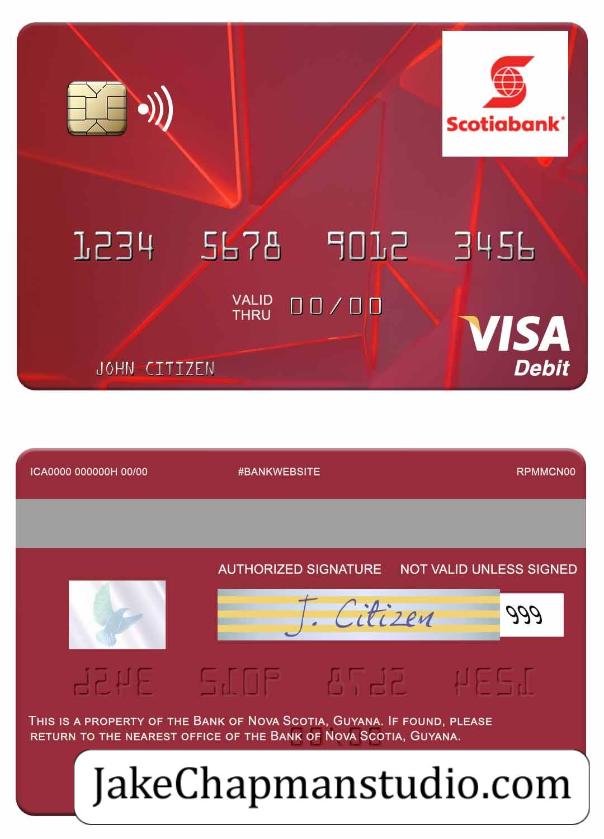 Scotiabank
1234 5678 9012 3456
VALID
THRU 00/00
VISA
Debit
JOHN CITIZEN
ICA0000 000000H 00/00 #BANKWEBSITE RPMMCN00
AUTHORIZED SIGNATURE NOT VALID UNLESS SIGNED
J. Citizen 999
THIS IS A PROPERTY OF THE BANK OF NOVA SCOTIA, GUYANA. IF FOUND, PLEASE
RETURN TO THE NEAREST OFFICE OF THE BANK OF NOVA SCOTIA, GUYANA.
JakeChapmanstudio.com